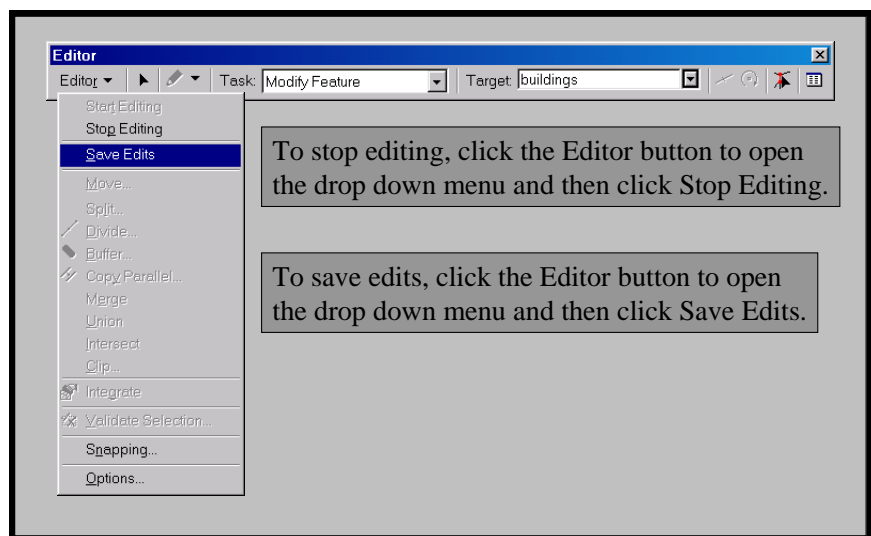 Editor
Editor Task: Modify Feature Target: buildings
Start Editing
Stop Editing
Save Edits
Move...
Split...
Divide...
Buffer...
Copy Parallel...
Merge
Union
Intersect
Clip...
Integrate
Validate Selection...
Snapping...
Options...
To stop editing, click the Editor button to open
the drop down menu and then click Stop Editing.
To save edits, click the Editor button to open
the drop down menu and then click Save Edits.